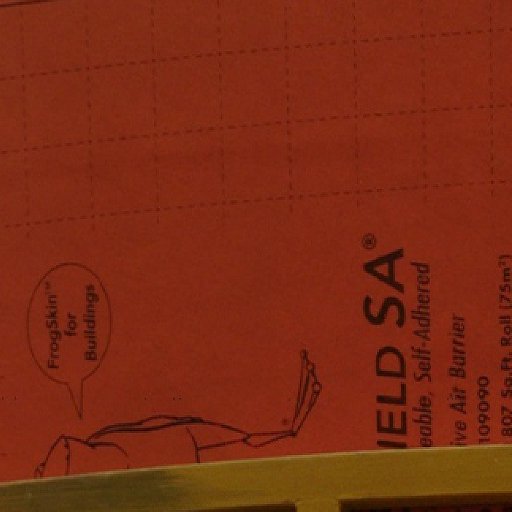 FrogSkin™
for
Buildings
IELD SA®
eable, Self-Adhered
ive Air Barrier
109090
807 Sq.Ft. Roll (75m²)